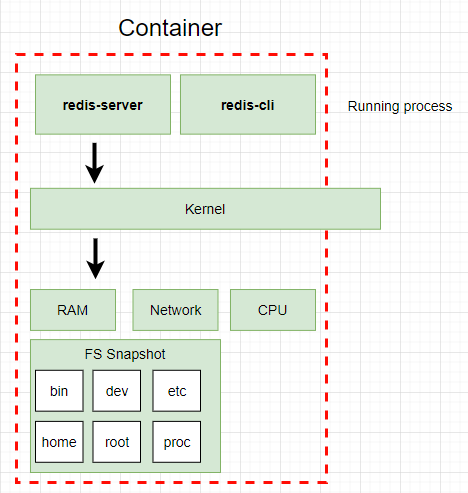 Container
redis-server
redis-cli
Running process
Kernel
RAM
Network
CPU
FS Snapshot
bin
dev
etc
home
root
proc